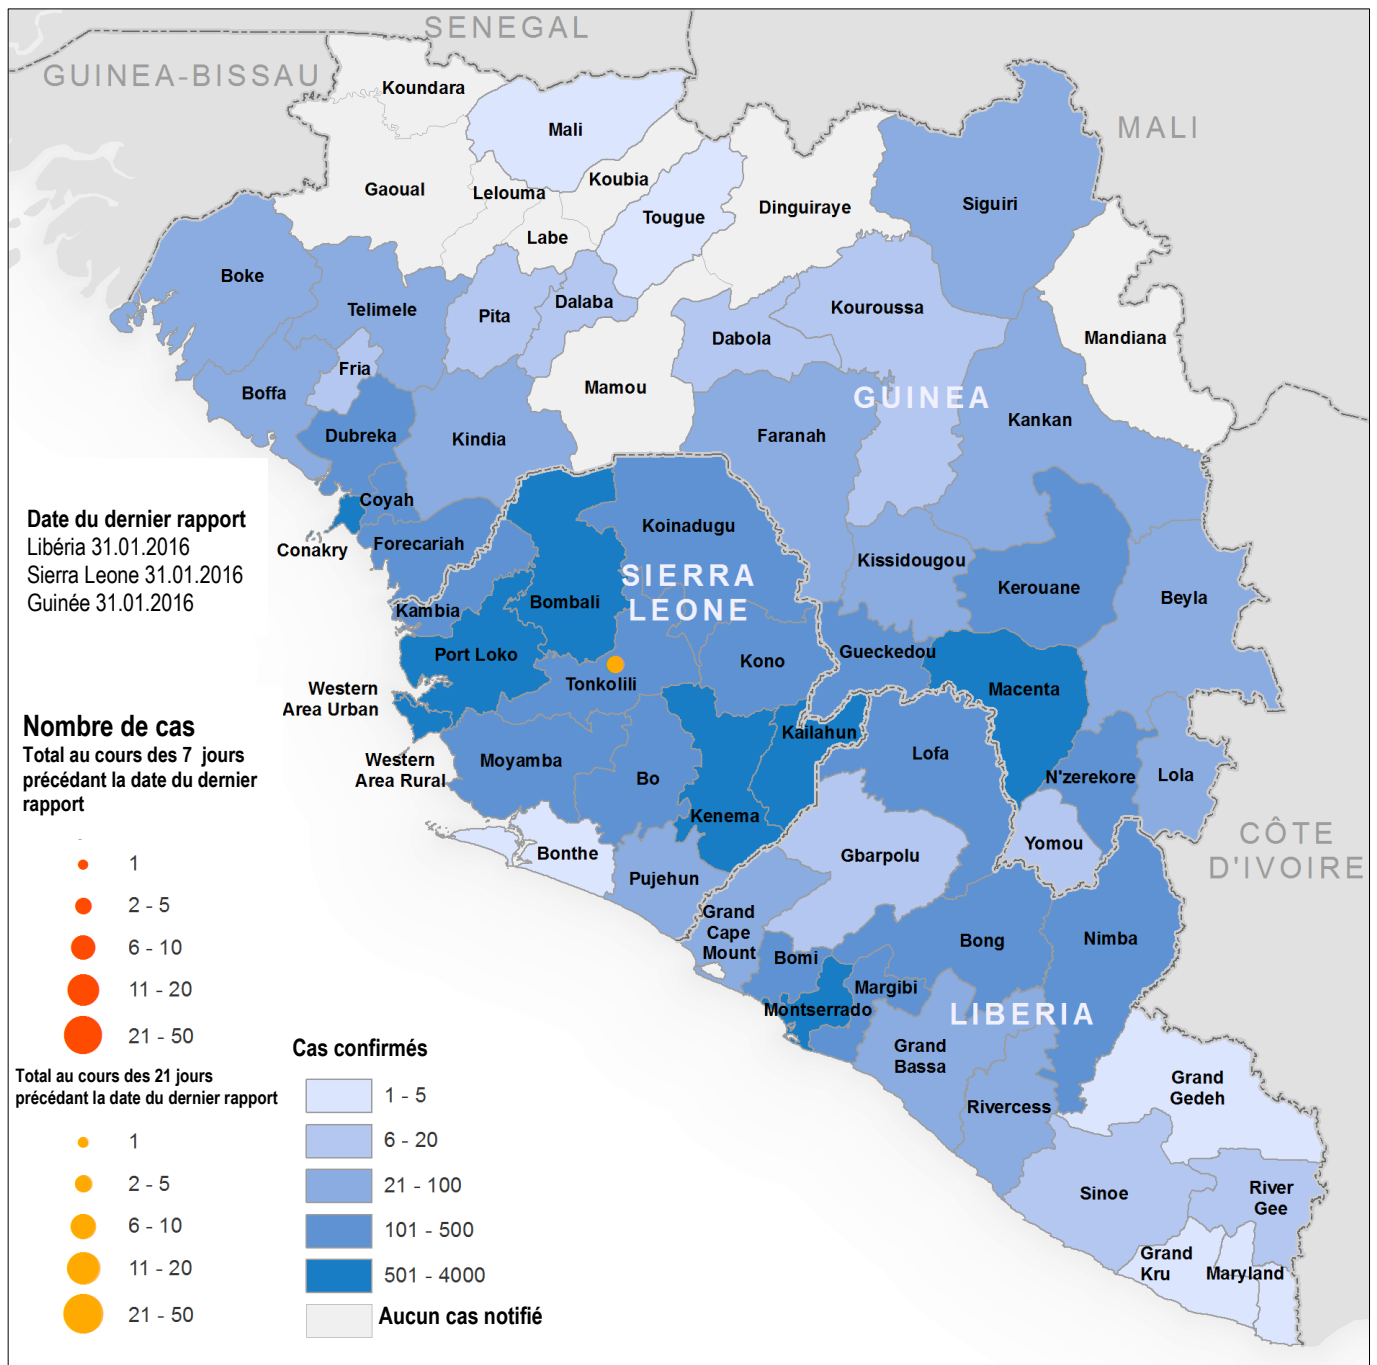 SENEGAL
GUINEA-BISSAU
Koundara
Mali
MALI
Koubia
Gaoual
Lelouma
Siguiri
Dinguiraye
Tougue
Labe
Boke
Dalaba
Kouroussa
Telimele
Pita
Dabola
Mandiana
Fria
Mamou
Boffa
GUINEA
Kankan
Dubreka
Kindia
Faranah
Coyah
Date du dernier rapport
Libéria 31.01.2016
Sierra Leone 31.01.2016
Guinée 31.01.2016
Koinadugu
Conakry
Forecariah
Kissidougou
SIERRA
LEONE
Kerouane
Beyla
Bombali
Kambia
Port Loko
Kono
Gueckedou
Tonkolili
Macenta
Western
Area Urban
Kailahun
Lofa
Moyamba
Western
Area Rural
Bo
N'zerekore
Lola
Kenema
CÔTE
D'IVOIRE
Yomou
Bonthe
Gbarpolu
Pujehun
Grand
Cape
Mount
Bong
Nimba
Bomi
Margibi
Montserrado
LIBERIA
Grand
Bassa
Grand
Gedeh
Rivercess
Sinoe
River
Gee
Grand
Kru
Maryland
Nombre de cas
Total au cours des 7 jours
précédant la date du dernier
rapport
1
2 - 5
6 - 10
11 - 20
21 - 50
Total au cours des 21 jours
précédant la date du dernier rapport
1
2 - 5
6 - 10
11 - 20
21 - 50
Cas confirmés
1 - 5
6 - 20
21 - 100
101 - 500
501 - 4000
Aucun cas notifié